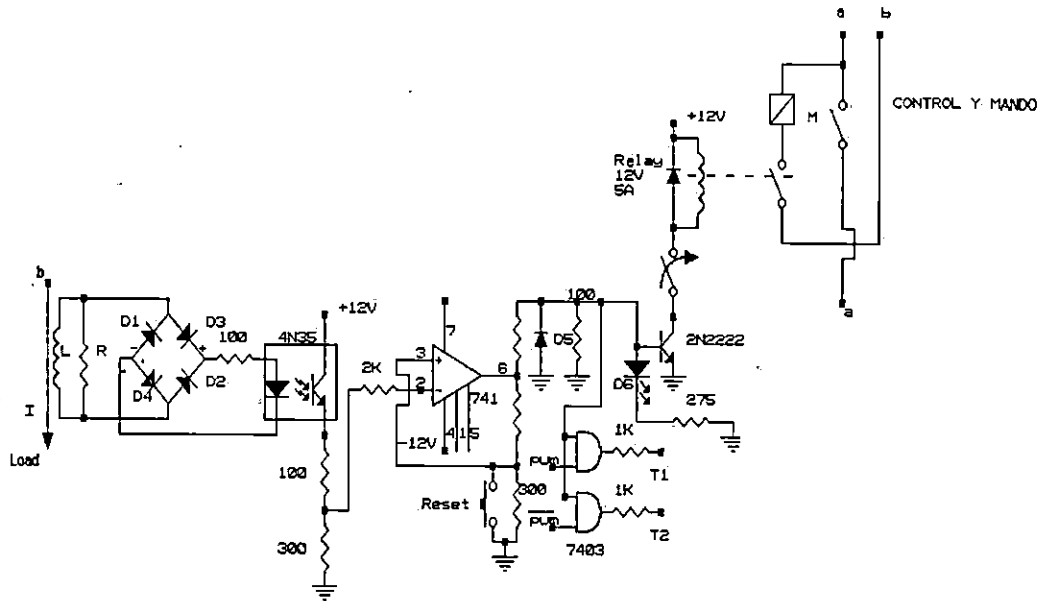 a
b
CONTROL Y MANDO
M
+12V
Relay
12V
5A
b
+12V
100
D1
D3
100
4N35
7
L
R
-
+
2K
3
+
6
D5
2N2222
2
-
741
D6
275
D4
D2
I
-12V
4
1
5
1K
Load
pwm
T1
100
300
1K
Reset
pwm
T2
300
7403
a